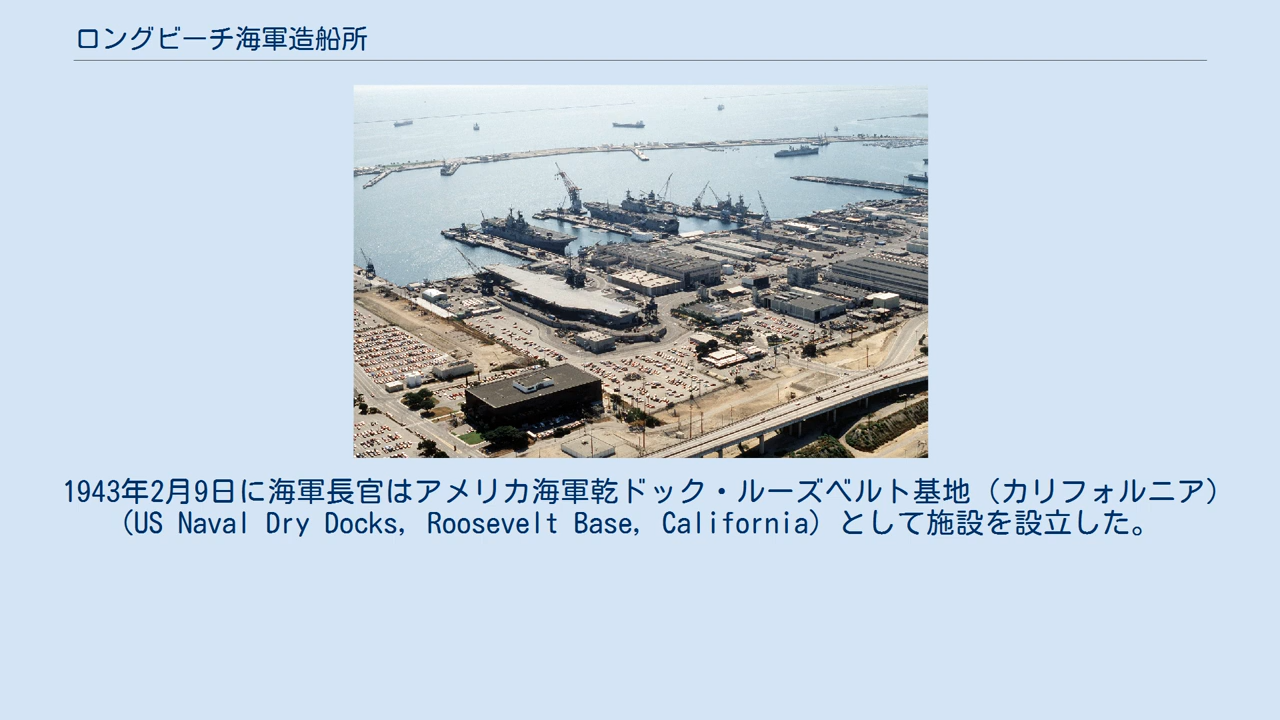 ロングビーチ海軍造船所
1943年2月9日に海軍長官はアメリカ海軍乾ドック・ルーズベルト基地（カリフォルニア）
（US Naval Dry Docks, Roosevelt Base, California）として施設を設立した。